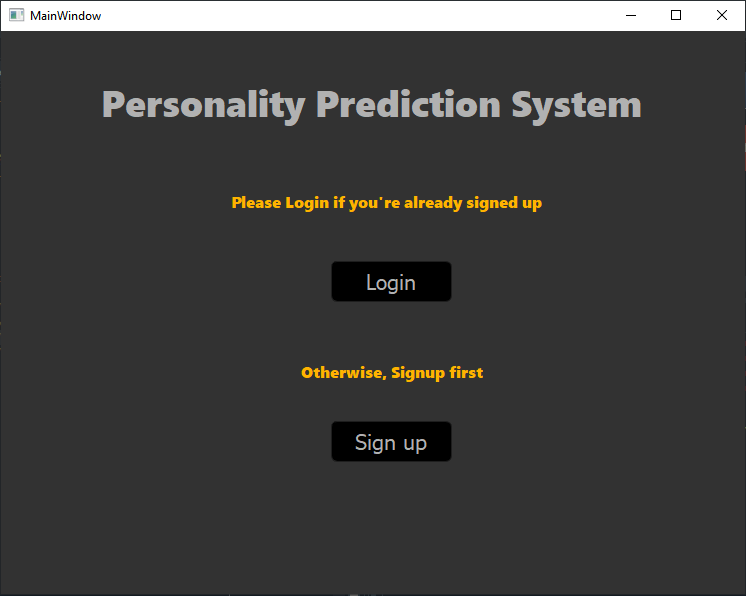 MainWindow
Personality Prediction System
Please Login if you're already signed up
Login
Otherwise, Signup first
Sign up